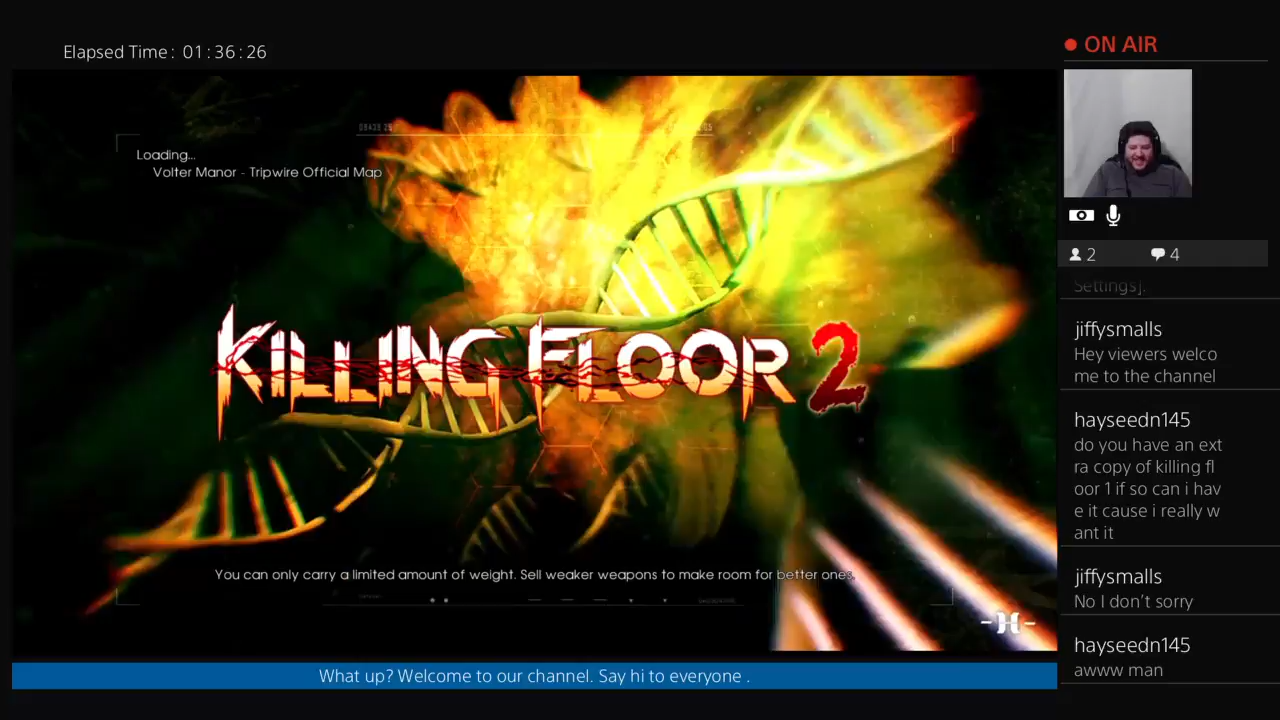 Elapsed Time: 01:36:26
ON AIR
Loading...
Volter Manor - Tripwire Official Map
KILLING FLOOR 2
You can only carry a limited amount of weight. Sell weaker weapons to make room for better ones.
-H-
What up? Welcome to our channel. Say hi to everyone .
2
4
Settings].
jiffysmalls
Hey viewers welco
me to the channel
hayseedn145
do you have an ext
ra copy of killing fl
oor 1 if so can i hav
e it cause i really w
ant it
jiffysmalls
No I don't sorry
hayseedn145
awww man